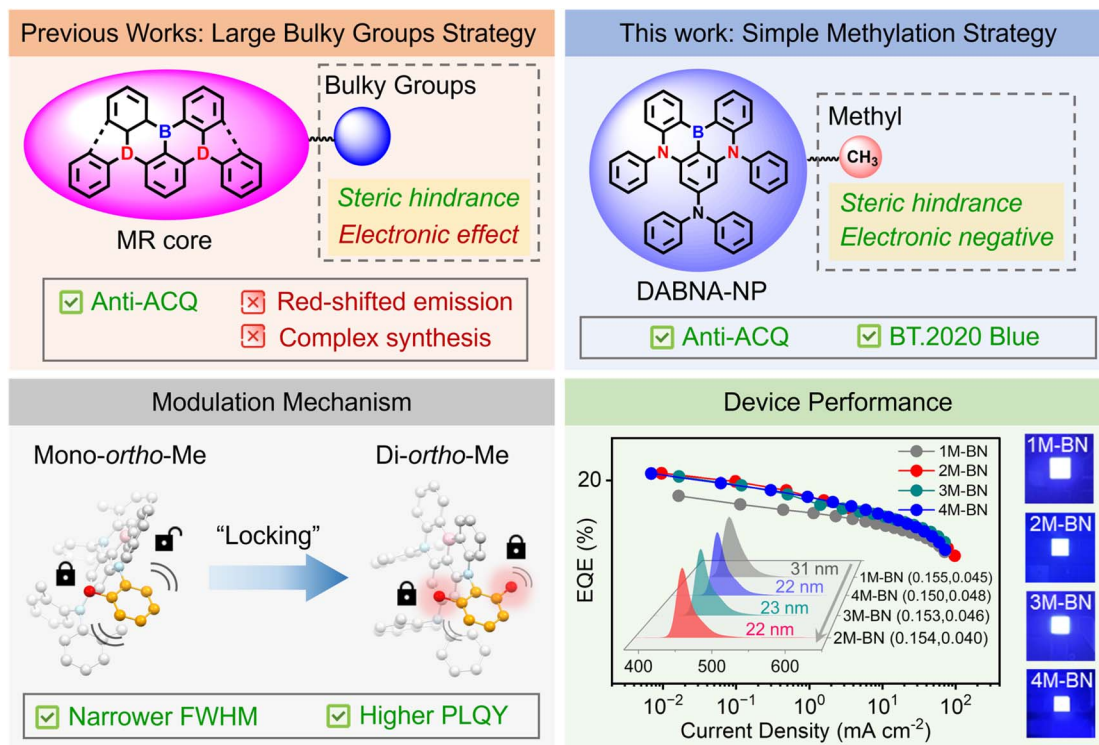 Previous Works: Large Bulky Groups Strategy
Bulky Groups
B
D D
Steric hindrance
Electronic effect
MR core
Anti-ACQ
Red-shifted emission
Complex synthesis
This work: Simple Methylation Strategy
Methyl
B
N N
CH3
N
Steric hindrance
Electronic negative
DABNA-NP
Anti-ACQ
BT.2020 Blue
Modulation Mechanism
Mono-ortho-Me
Di-ortho-Me
“Locking”
Narrower FWHM
Higher PLQY
Device Performance
1M-BN
2M-BN
3M-BN
4M-BN
20
EQE (%)
31 nm
22 nm
23 nm
22 nm
1M-BN (0.155,0.045)
4M-BN (0.150,0.048)
3M-BN (0.153,0.046)
2M-BN (0.154,0.040)
400 500 600
10⁻² 10⁻¹ 10⁰ 10¹ 10²
Current Density (mA cm⁻²)
1M-BN
2M-BN
3M-BN
4M-BN